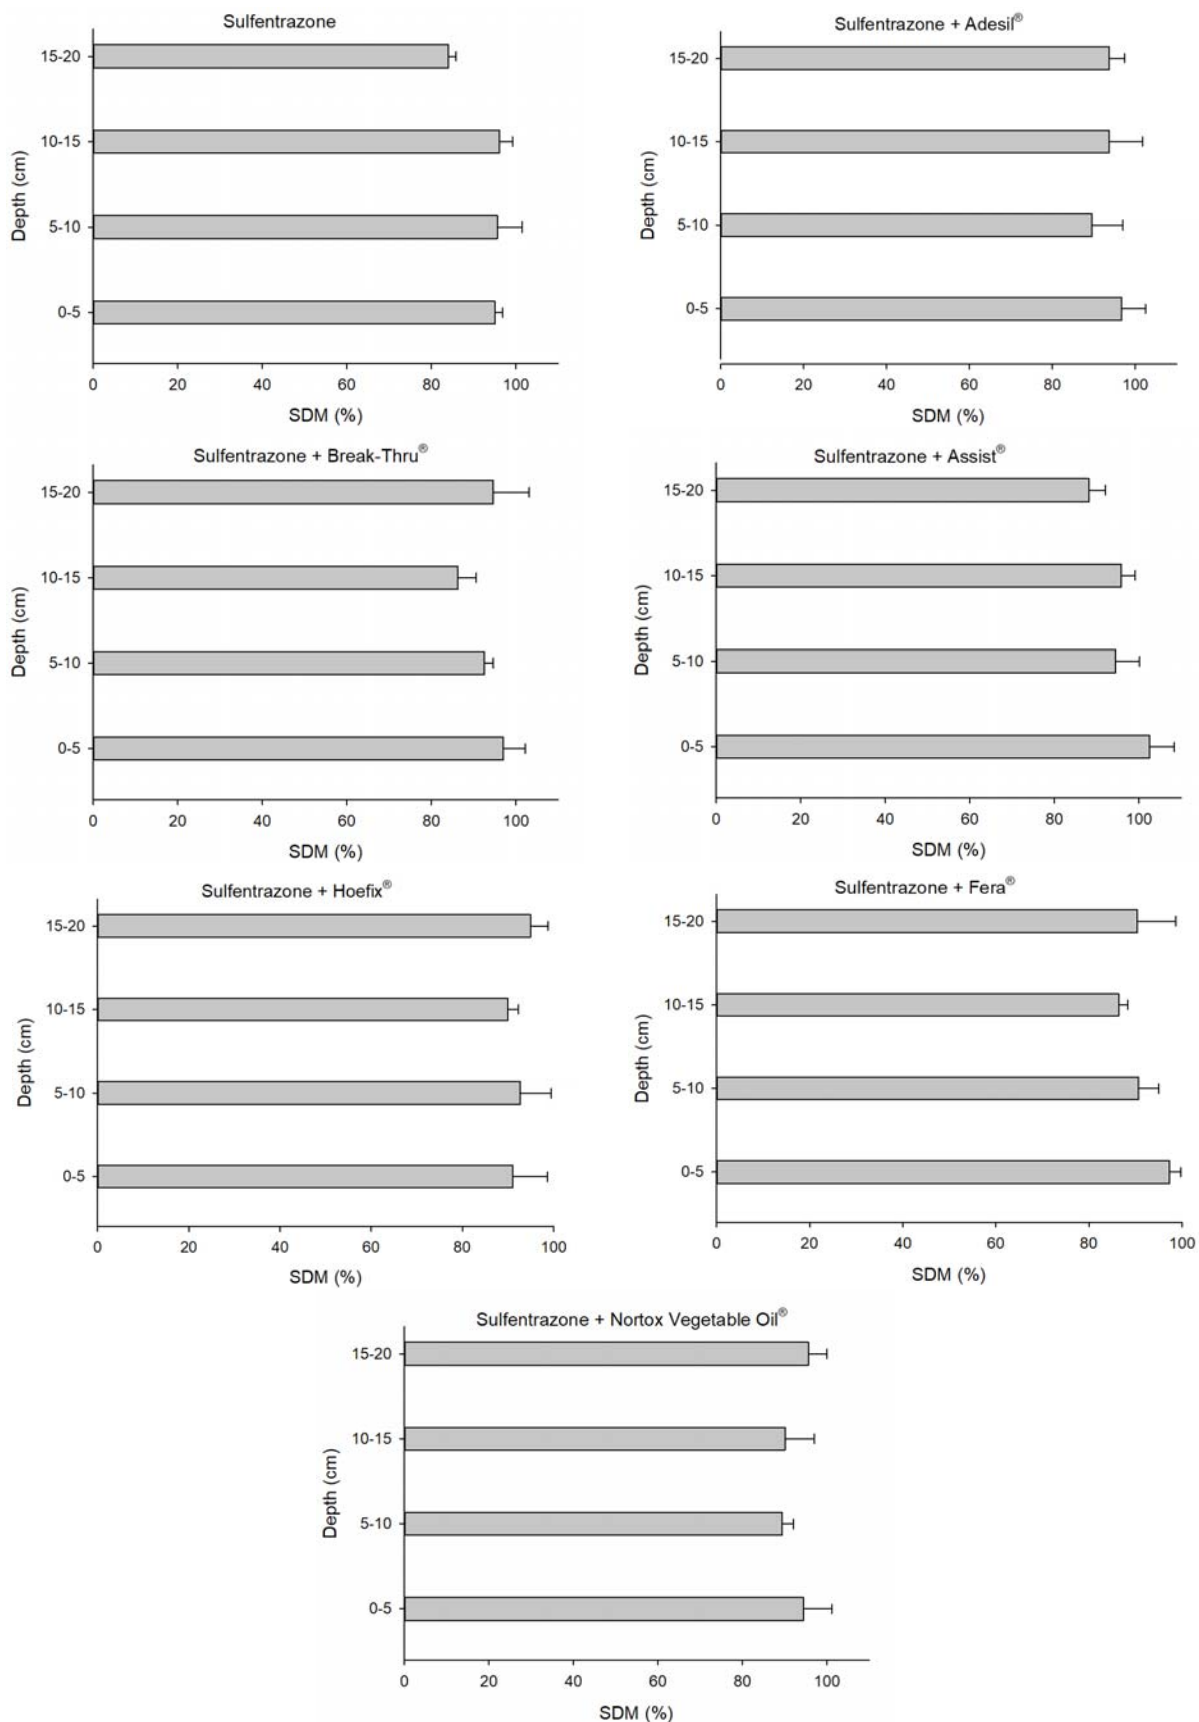 Sulfentrazone
Depth (cm)
15-20
10-15
5-10
0-5
0 20 40 60 80 100
SDM (%)
Sulfentrazone + Adesil®
Depth (cm)
15-20
10-15
5-10
0-5
0 20 40 60 80 100
SDM (%)
Sulfentrazone + Break-Thru®
Depth (cm)
15-20
10-15
5-10
0-5
0 20 40 60 80 100
SDM (%)
Sulfentrazone + Assist®
Depth (cm)
15-20
10-15
5-10
0-5
0 20 40 60 80 100
SDM (%)
Sulfentrazone + Hoefix®
Depth (cm)
15-20
10-15
5-10
0-5
0 20 40 60 80 100
SDM (%)
Sulfentrazone + Fera®
Depth (cm)
15-20
10-15
5-10
0-5
0 20 40 60 80 100
SDM (%)
Sulfentrazone + Nortox Vegetable Oil®
Depth (cm)
15-20
10-15
5-10
0-5
0 20 40 60 80 100
SDM (%)